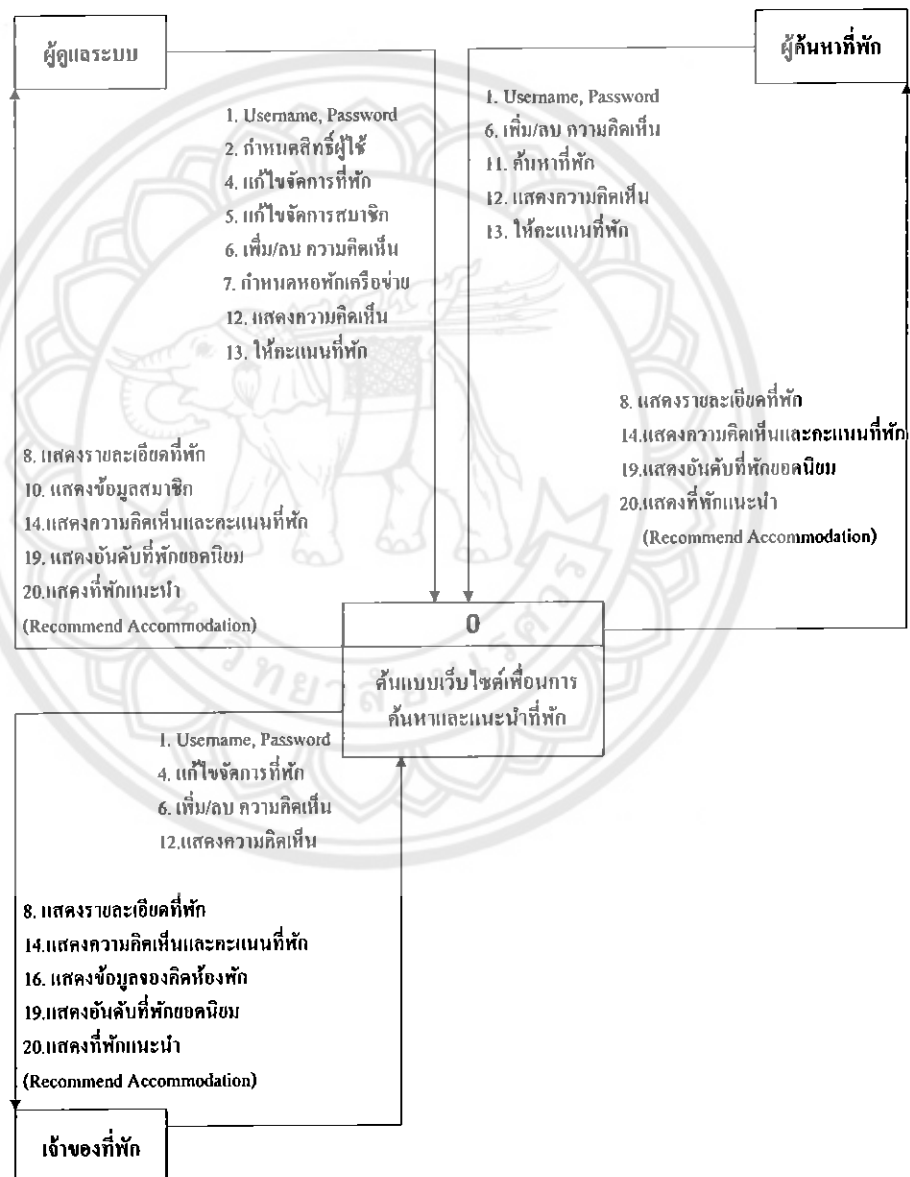 ผู้ดูแลระบบ
1. Username, Password
2. กำหนดสิทธิ์ผู้ใช้
4. แก้ไขจัดการที่พัก
5. แก้ไขจัดการสมาชิก
6. เพิ่ม/ลบ ความคิดเห็น
7. กำหนดหอพักเครือข่าย
12. แสดงความคิดเห็น
13. ให้คะแนนที่พัก
8. แสดงรายละเอียดที่พัก
10. แสดงข้อมูลสมาชิก
14.แสดงความคิดเห็นและคะแนนที่พัก
19. แสดงอันดับที่พักยอดนิยม
20.แสดงที่พักแนะนำ
(Recommend Accommodation)
ผู้ค้นหาที่พัก
1. Username, Password
6. เพิ่ม/ลบ ความคิดเห็น
11. ค้นหาที่พัก
12. แสดงความคิดเห็น
13. ให้คะแนนที่พัก
8. แสดงรายละเอียดที่พัก
14.แสดงความคิดเห็นและคะแนนที่พัก
19.แสดงอันดับที่พักยอดนิยม
20.แสดงที่พักแนะนำ
(Recommend Accommodation)
0
ต้นแบบเว็บไซต์เพื่อนการ
ค้นหาและแนะนำที่พัก
1. Username, Password
4. แก้ไขจัดการที่พัก
6. เพิ่ม/ลบ ความคิดเห็น
12.แสดงความคิดเห็น
8. แสดงรายละเอียดที่พัก
14.แสดงความคิดเห็นและคะแนนที่พัก
16. แสดงข้อมูลจองคิดห้องพัก
19.แสดงอันดับที่พักยอดนิยม
20.แสดงที่พักแนะนำ
(Recommend Accommodation)
เจ้าของที่พัก